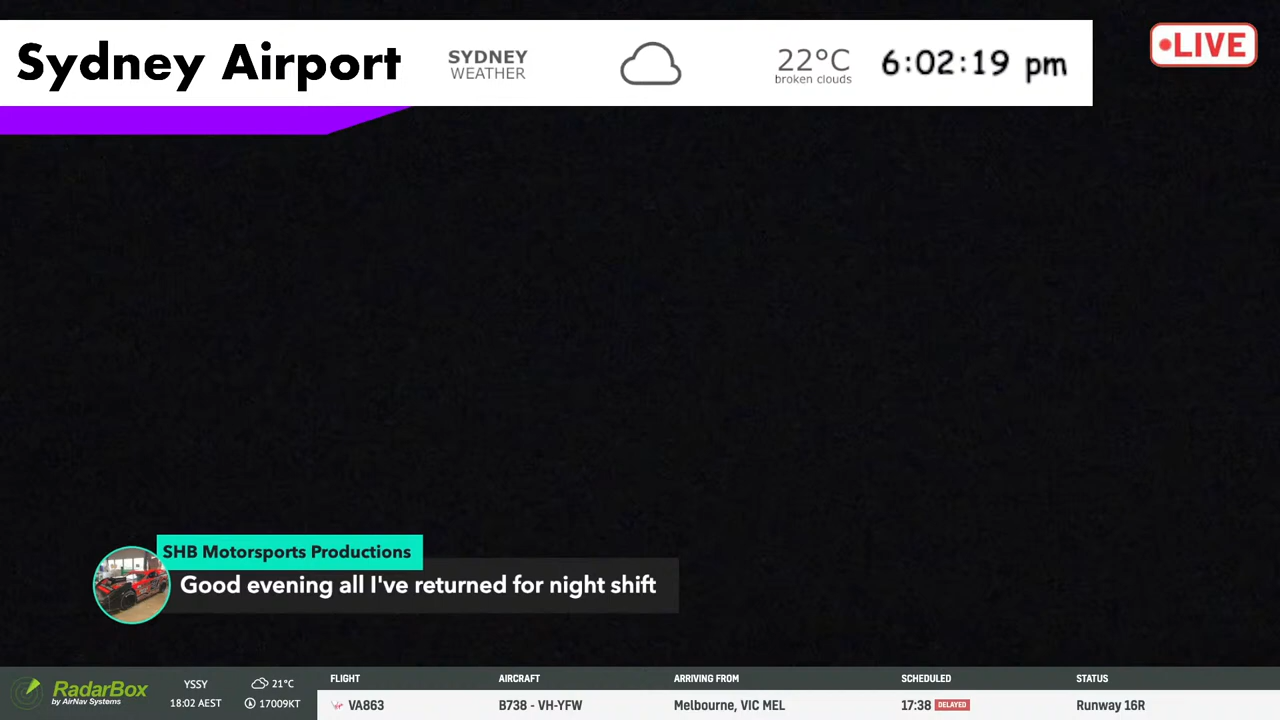 Sydney Airport
SYDNEY
WEATHER
22°C
broken clouds
6:02:19 pm
LIVE
SHB Motorsports Productions
Good evening all I've returned for night shift
RadarBox
by AirNav Systems
YSSY
18:02 AEST
21°C
17009KT
FLIGHT AIRCRAFT ARRIVING FROM SCHEDULED STATUS
VA863 B738 - VH-YFW Melbourne, VIC MEL 17:38 DELAYED Runway 16R